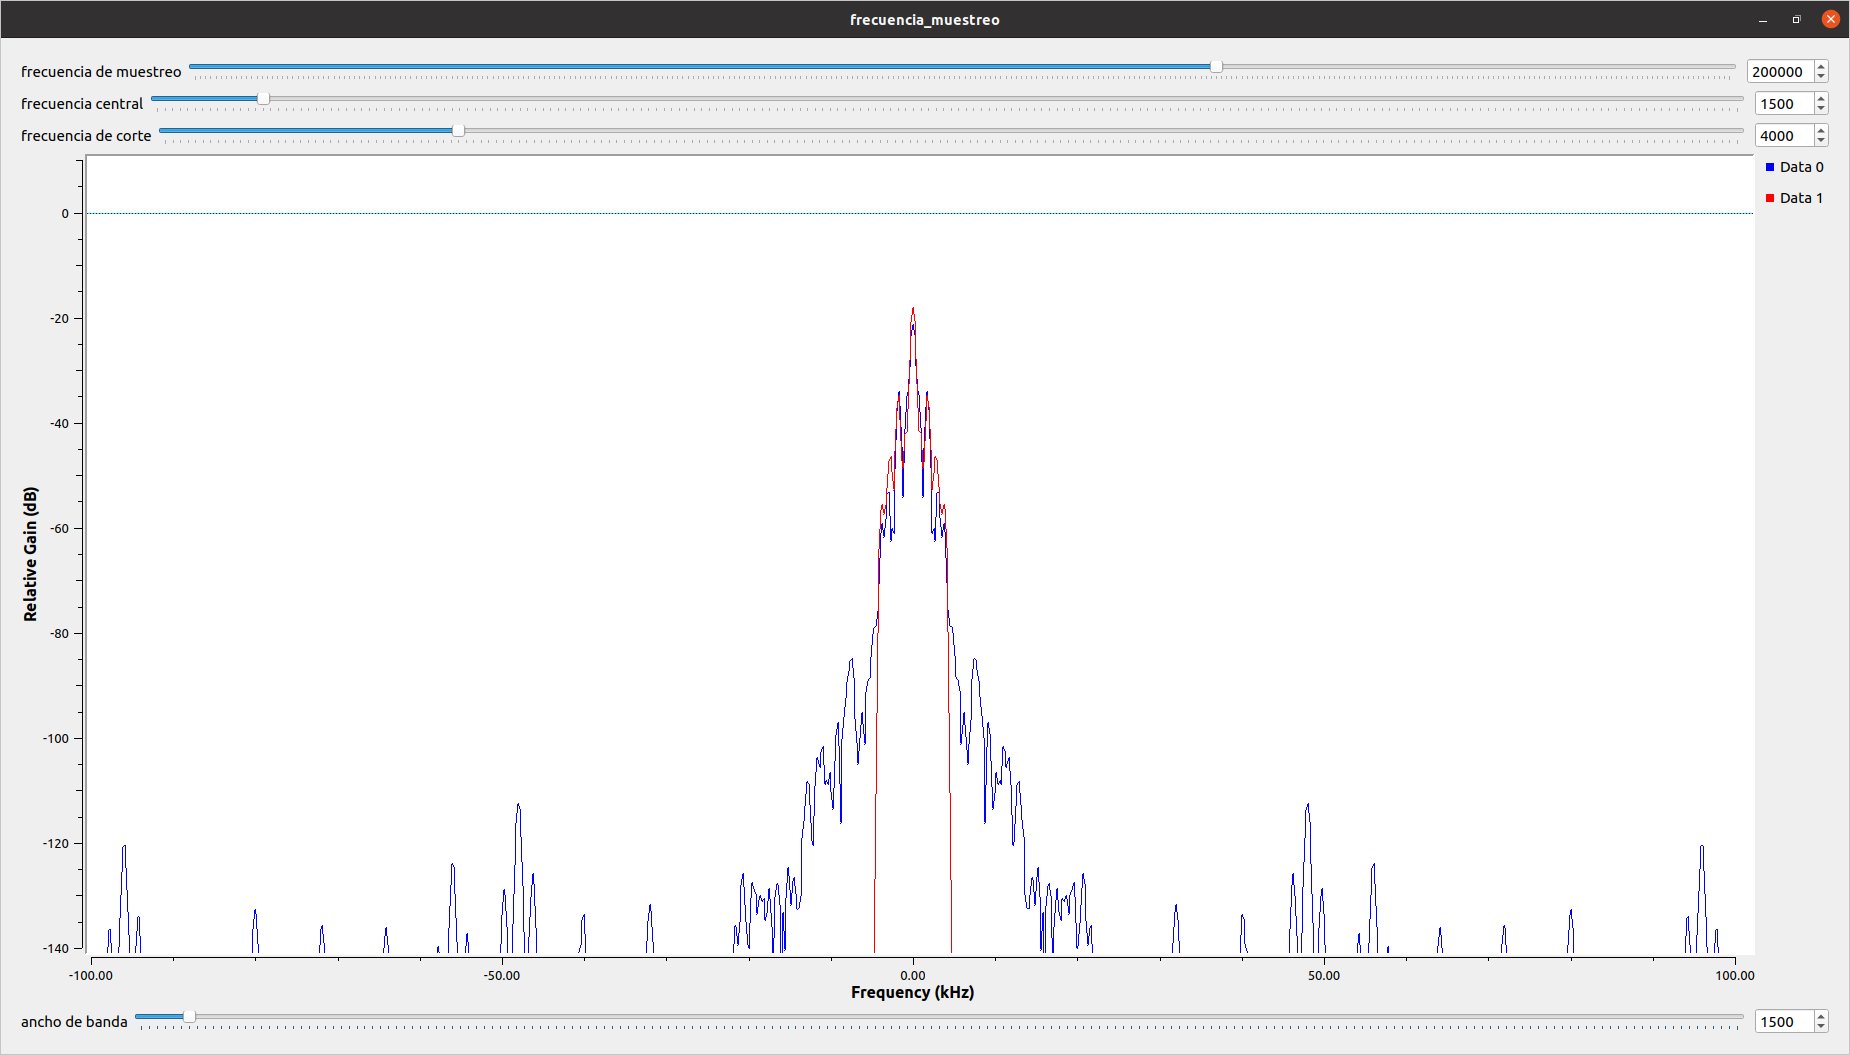 frecuencia_muestreo
frecuencia de muestreo 200000
frecuencia central 1500
frecuencia de corte 4000
Data 0
Data 1
0
-20
-40
-60
-80
-100
-120
-140
Relative Gain (dB)
-100.00 -50.00 0.00 50.00 100.00
Frequency (kHz)
ancho de banda 1500